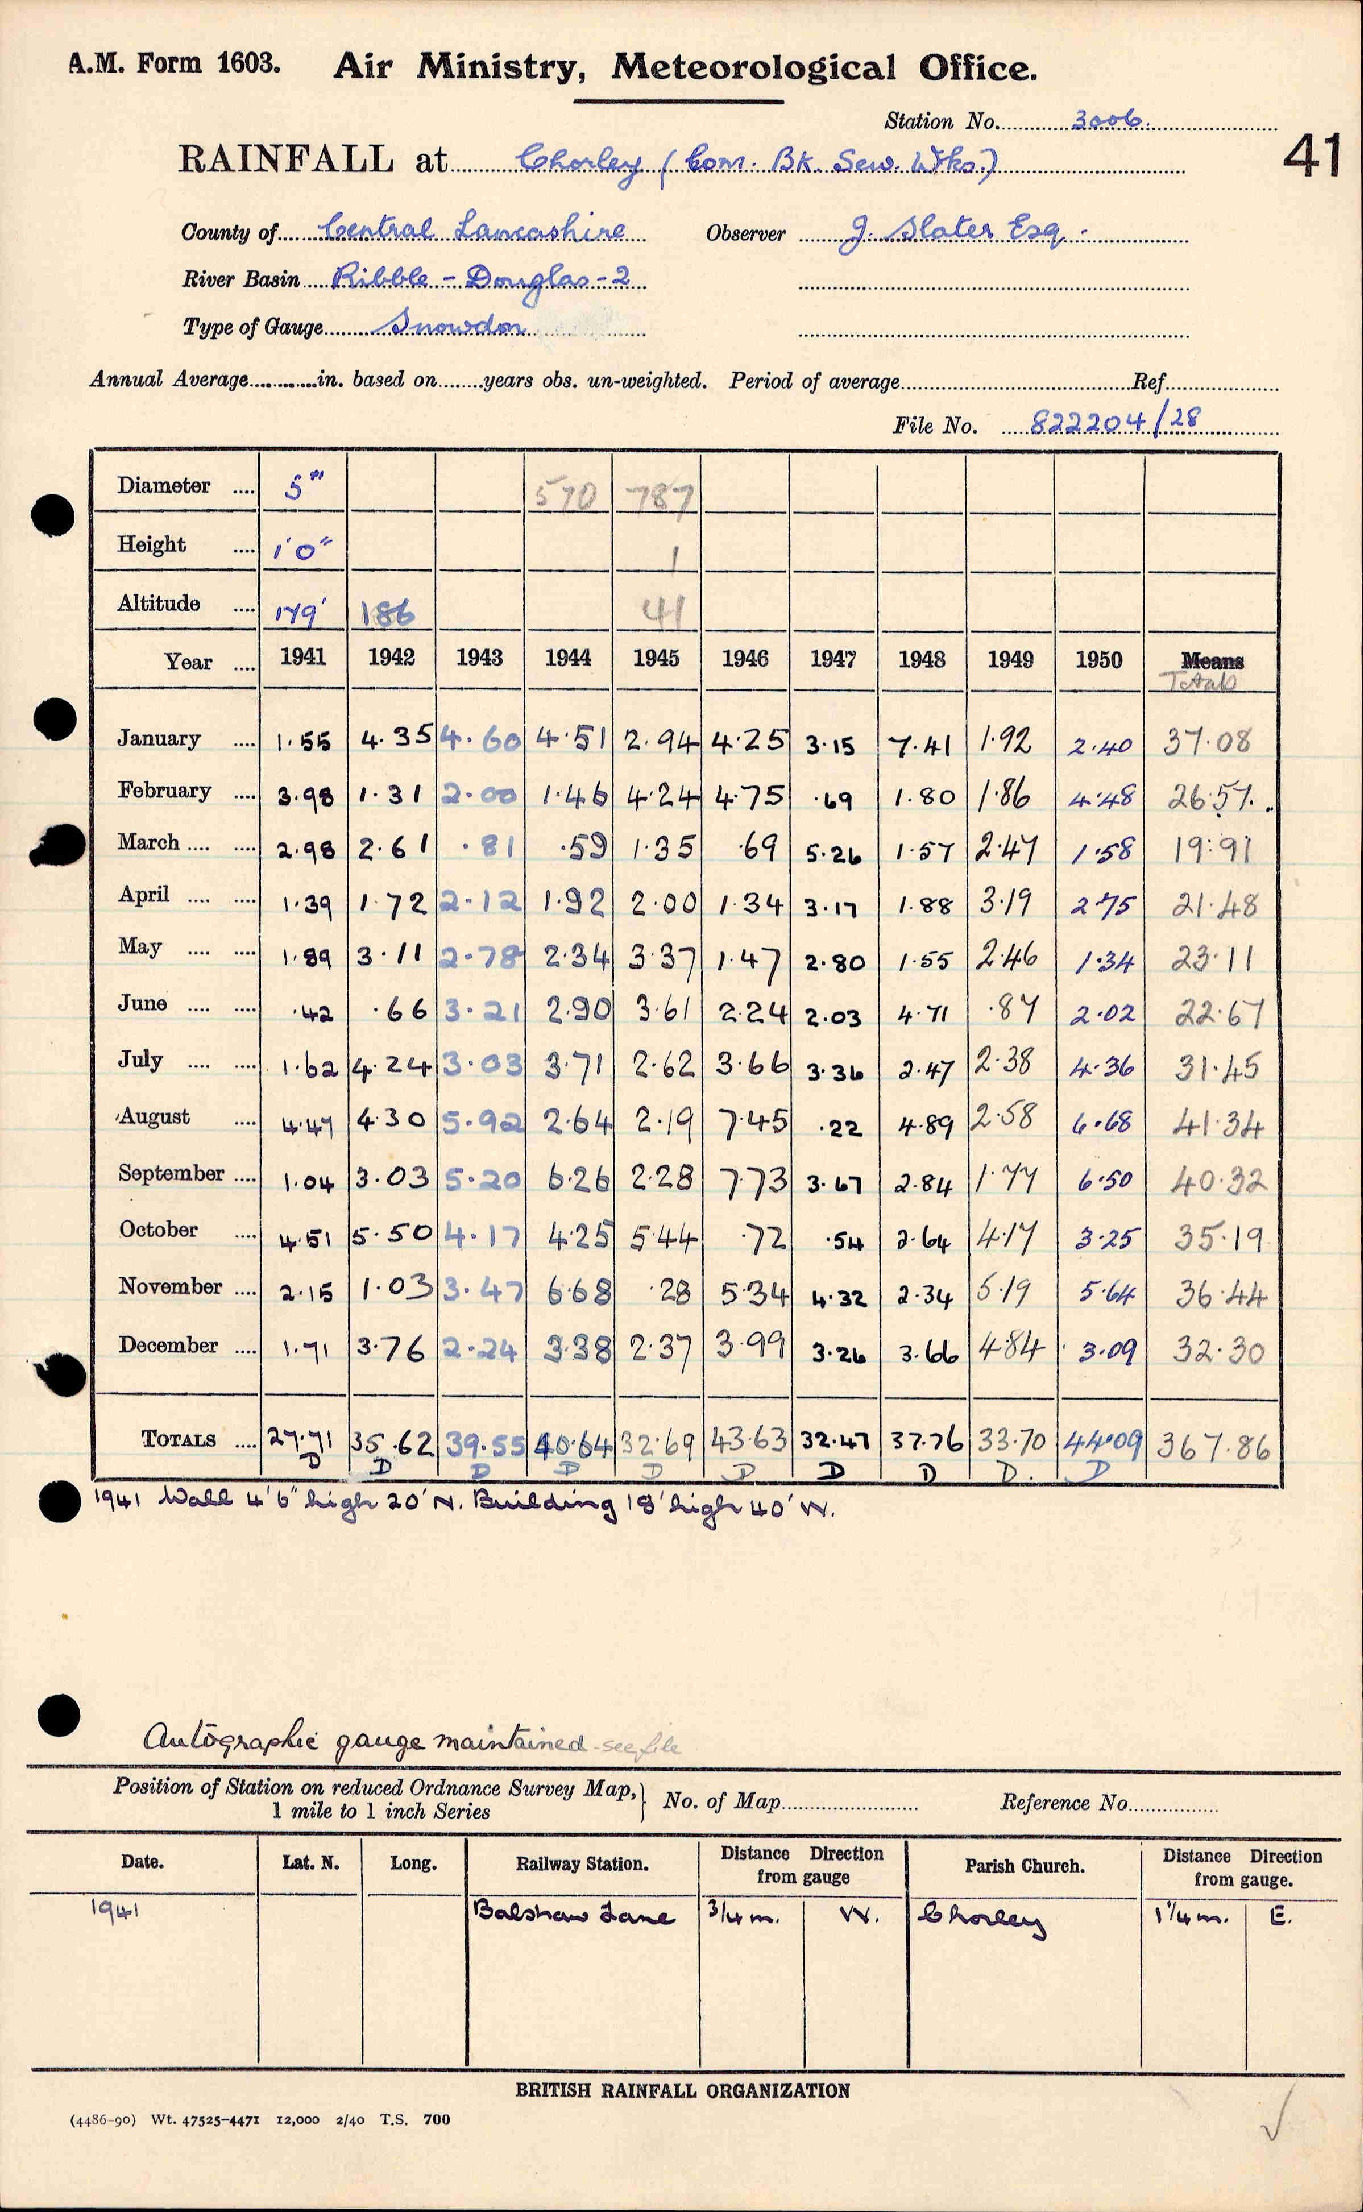 A.M. Form 1603. Air Ministry, Meteorological Office.
Station No. 3006.
41
RAINFALL at Chorley (Com. Bk. Sew. Wks.)
County of Central Lancashire Observer J. Slater Esq.
River Basin Ribble - Douglas - 2
Type of Gauge Snowdon
Annual Average in. based on years obs. un-weighted. Period of average Ref.
File No. 822204/28
Diameter 5" 570 787
Height 1'0" 1
Altitude 179' 186 41
Year 1941 1942 1943 1944 1945 1946 1947 1948 1949 1950 Means
Totals
January 1.55 4.35 4.60 4.51 2.94 4.25 3.15 7.41 1.92 2.40 37.08
February 3.98 1.31 2.00 1.46 4.24 4.75 .69 1.80 1.86 4.48 26.57
March 2.98 2.61 .81 .59 1.35 .69 5.26 1.57 2.47 1.58 19.91
April 1.39 1.72 2.12 1.92 2.00 1.34 3.17 1.88 3.19 2.75 21.48
May 1.89 3.11 2.78 2.34 3.37 1.47 2.80 1.55 2.46 1.34 23.11
June .42 .66 3.21 2.90 3.61 2.24 2.03 4.71 .87 2.02 22.67
July 1.62 4.24 3.03 3.71 2.62 3.66 3.36 2.47 2.38 4.36 31.45
August 4.47 4.30 5.92 2.64 2.19 7.45 .22 4.89 2.58 6.68 41.34
September 1.04 3.03 5.20 6.26 2.28 7.73 3.67 2.84 1.77 6.50 40.32
October 4.51 5.50 4.17 4.25 5.44 .72 .54 2.64 4.17 3.25 35.19
November 2.15 1.03 3.47 6.68 .28 5.34 4.32 2.34 5.19 5.64 36.44
December 1.71 3.76 2.24 3.38 2.37 3.99 3.26 3.66 4.84 3.09 32.30
TOTALS 27.71 35.62 39.55 40.64 32.69 43.63 32.47 37.76 33.70 44.09 367.86
D D D D D D D D D. D
1941 Wall 4'6" high 20' N. Building 18' high 40' W.
Autographic gauge maintained - see file
Position of Station on reduced Ordnance Survey Map, } No. of Map Reference No.
1 mile to 1 inch Series
Date. Lat. N. Long. Railway Station. Distance from gauge Direction Parish Church. Distance from gauge. Direction
1941 Balshaw Lane 3/4 m. W. Chorley 1 1/4 m. E.
BRITISH RAINFALL ORGANIZATION
(4486-90) Wt. 47525-4471 12,000 2/40 T.S. 700